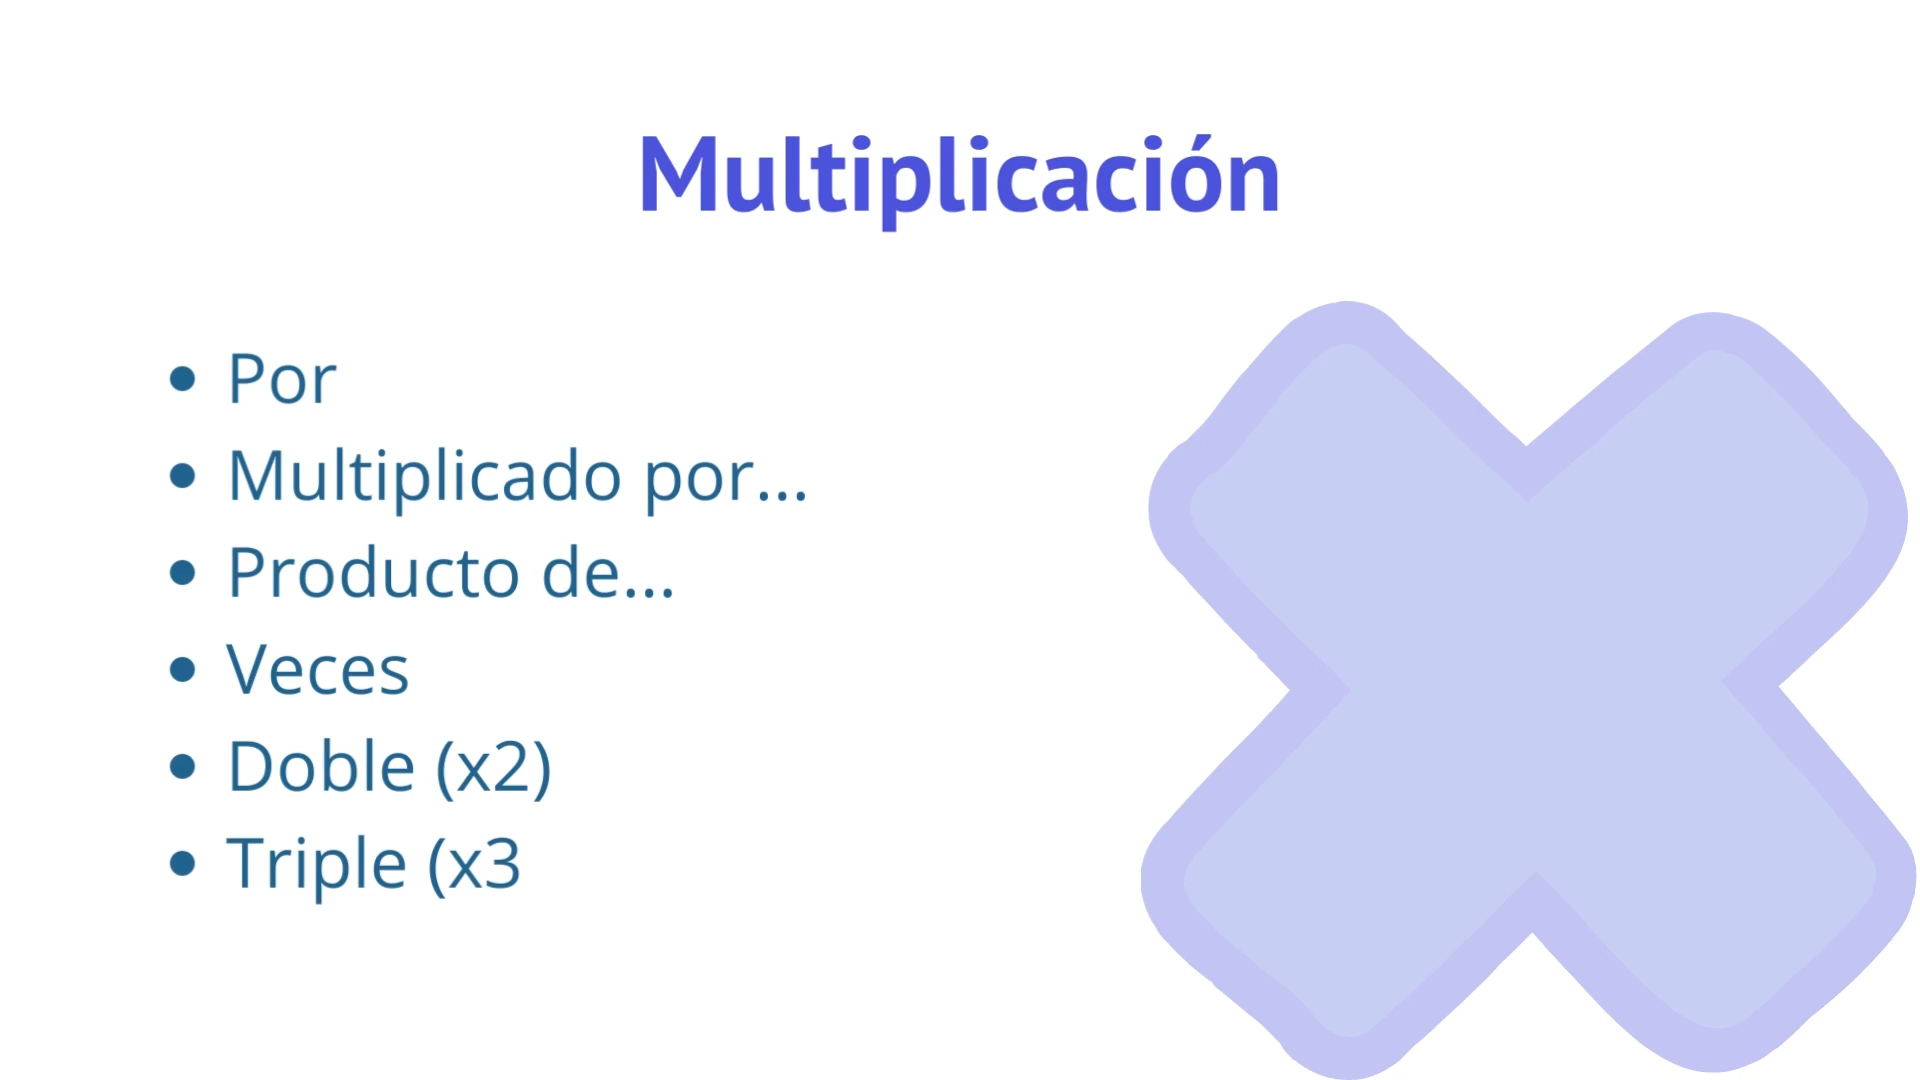 Multiplicación
• Por
• Multiplicado por...
• Producto de...
• Veces
• Doble (x2)
• Triple (x3